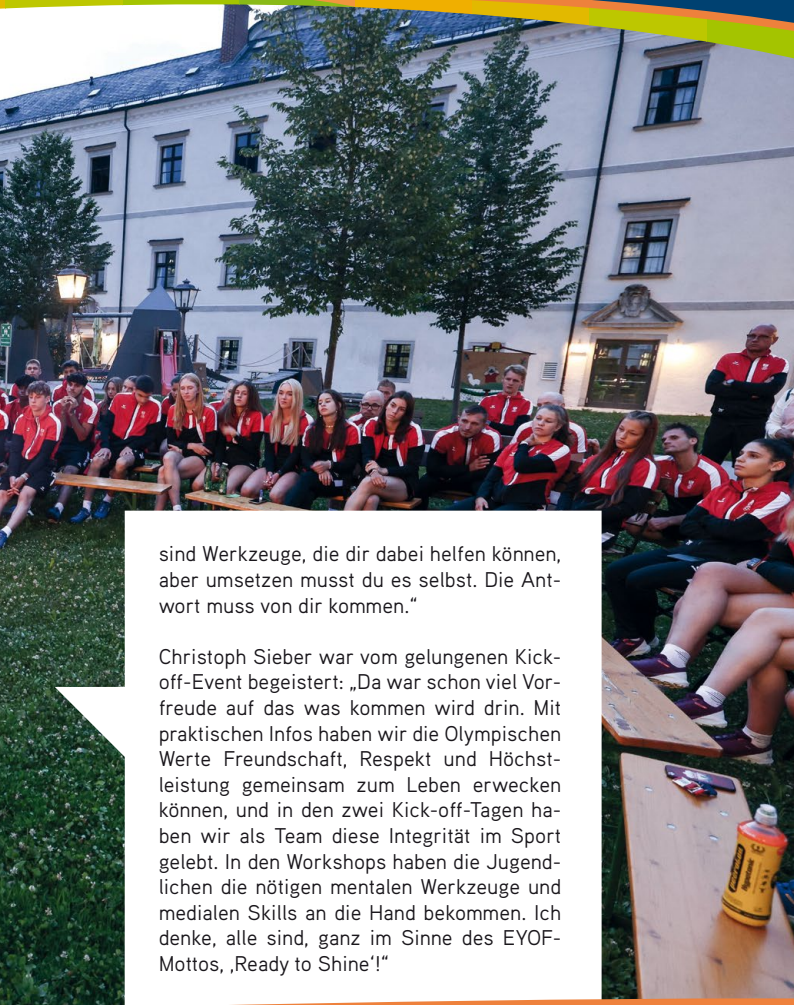 sind Werkzeuge, die dir dabei helfen können,
aber umsetzen musst du es selbst. Die Ant-
wort muss von dir kommen.“

Christoph Sieber war vom gelungenen Kick-
off-Event begeistert: „Da war schon viel Vor-
freude auf das was kommen wird drin. Mit
praktischen Infos haben wir die Olympischen
Werte Freundschaft, Respekt und Höchst-
leistung gemeinsam zum Leben erwecken
können, und in den zwei Kick-off-Tagen ha-
ben wir als Team diese Integrität im Sport
gelebt. In den Workshops haben die Jugend-
lichen die nötigen mentalen Werkzeuge und
medialen Skills an die Hand bekommen. Ich
denke, alle sind, ganz im Sinne des EYOF-
Mottos, ‚Ready to Shine‘!“